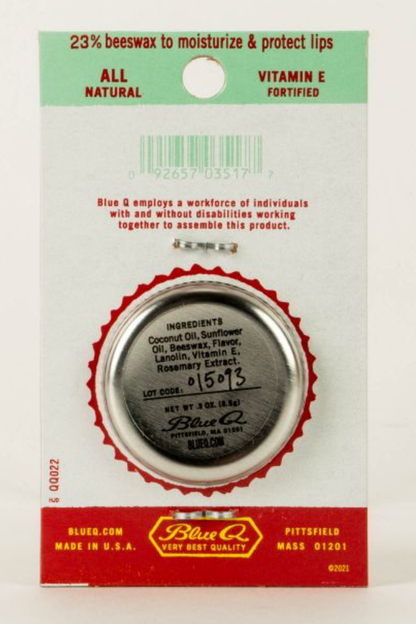 23% beeswax to moisturize & protect lips
ALL
NATURAL
VITAMIN E
FORTIFIED
0 92657 03517 7
Blue Q employs a workforce of individuals
with and without disabilities working
together to assemble this product.
INGREDIENTS
Coconut Oil, Sunflower
Oil, Beeswax, Flavor,
Lanolin, Vitamin E,
Rosemary Extract.
LOT CODE: 015093
NET WT .3 OZ. (8.5g)
Blue Q
PITTSFIELD, MA 01201
BLUEQ.COM
QQ022
BLUEQ.COM
MADE IN U.S.A.
Blue Q
VERY BEST QUALITY
PITTSFIELD
MASS 01201
©2021